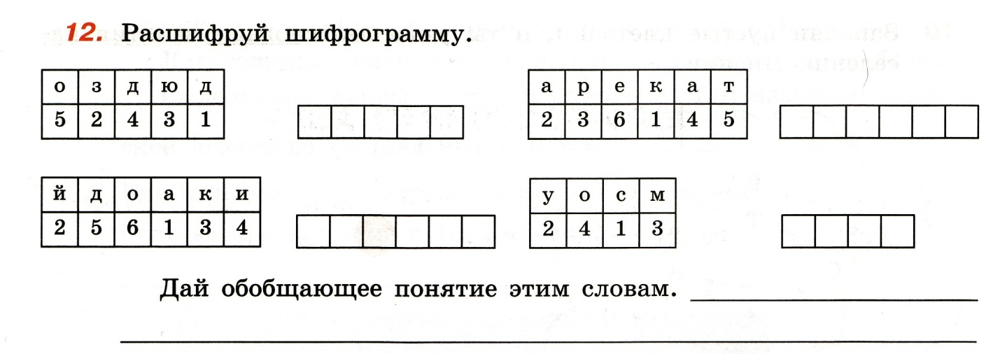 12. Расшифруй шифрограмму.
о з д ю д
5 2 4 3 1
а р е к а т
2 3 6 1 4 5
й д о а к и
2 5 6 1 3 4
у о с м
2 4 1 3
Дай обобщающее понятие этим словам.